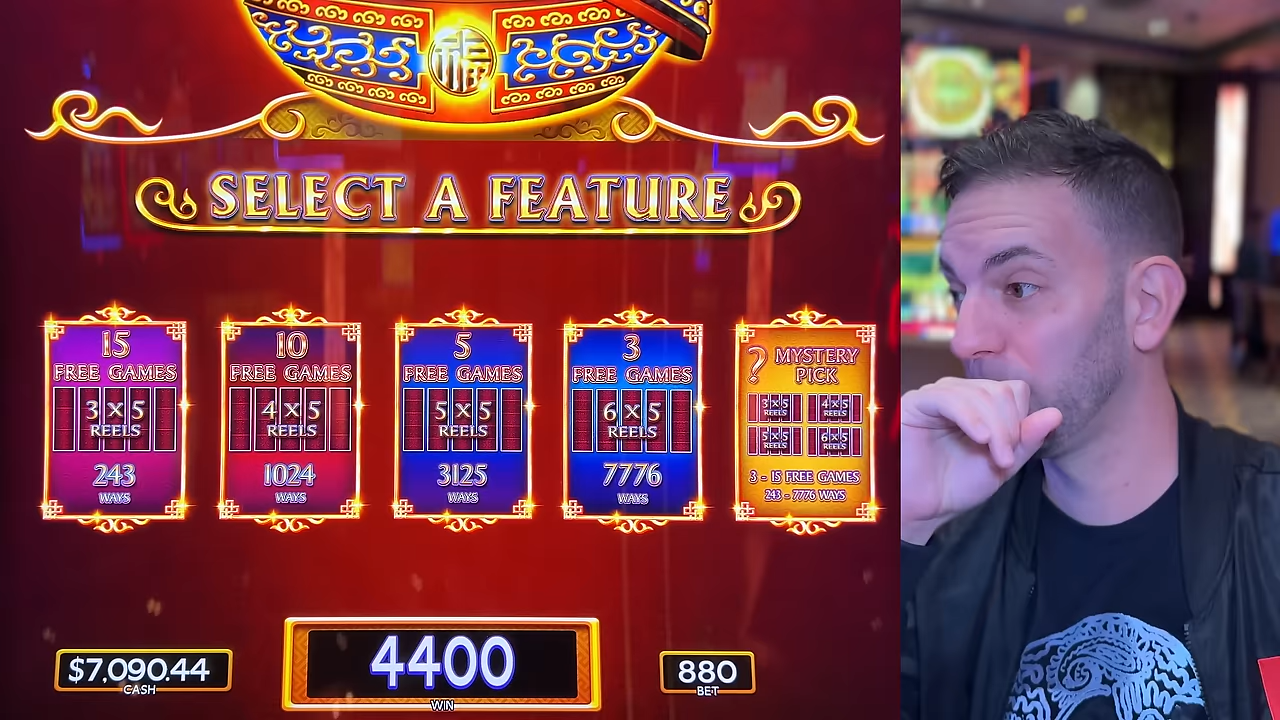 福
SELECT A FEATURE
15
FREE GAMES
3 x 5
REELS
243
WAYS
10
FREE GAMES
4 x 5
REELS
1024
WAYS
5
FREE GAMES
5 x 5
REELS
3125
WAYS
3
FREE GAMES
6 x 5
REELS
7776
WAYS
? MYSTERY
PICK
3 x 5
REELS
4 x 5
REELS
5 x 5
REELS
6 x 5
REELS
3 - 15 FREE GAMES
243 - 7776 WAYS
$7,090.44
CASH
4400
WIN
880
BET